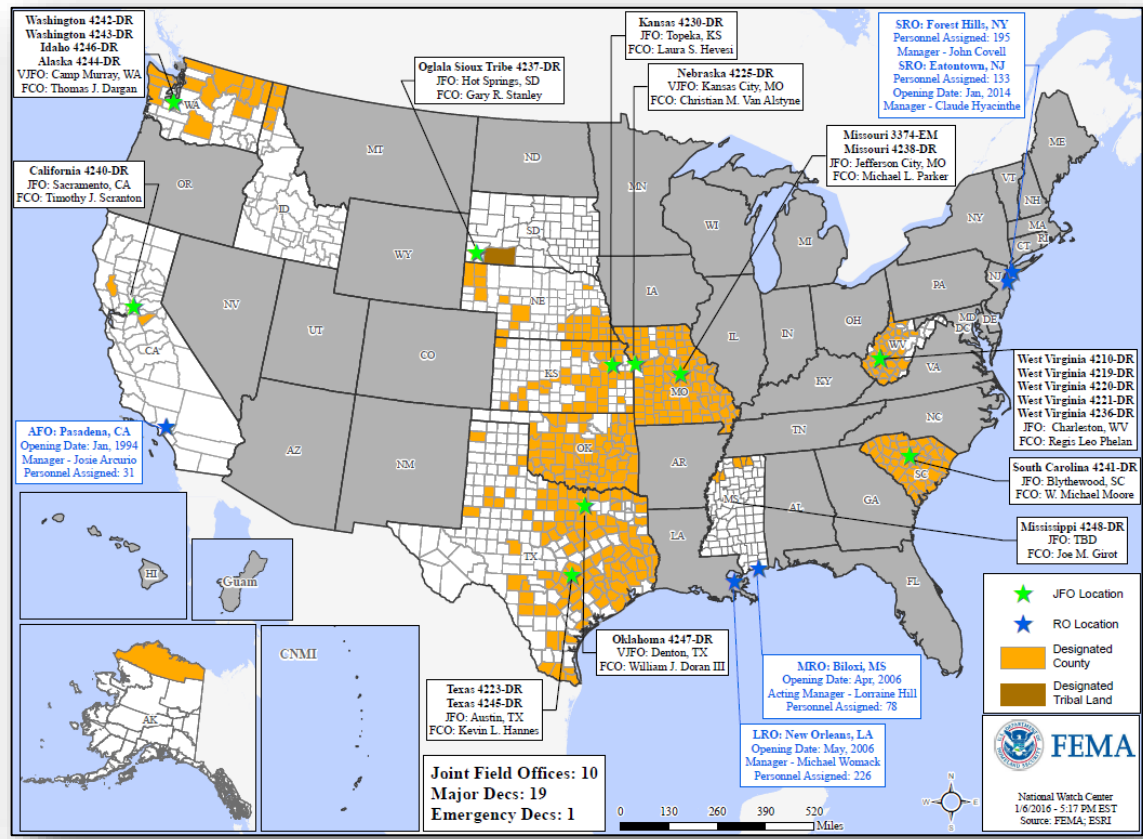 Washington 4242-DR
Washington 4243-DR
Idaho 4246-DR
Alaska 4244-DR
VJFO: Camp Murray, WA
FCO: Thomas J. Dargan
Oglala Sioux Tribe 4237-DR
JFO: Hot Springs, SD
FCO: Gary R. Stanley
Kansas 4230-DR
JFO: Topeka, KS
FCO: Laura S. Hevesi
Nebraska 4225-DR
VJFO: Kansas City, MO
FCO: Christian M. Van Alstyne
Missouri 3374-EM
Missouri 4238-DR
JFO: Jefferson City, MO
FCO: Michael L. Parker
SRO: Forest Hills, NY
Personnel Assigned: 195
Manager - John Covell
SRO: Eatontown, NJ
Personnel Assigned: 133
Opening Date: Jan, 2014
Manager - Claude Hyacinthe
California 4240-DR
JFO: Sacramento, CA
FCO: Timothy J. Scranton
WA
OR
ID
MT
ND
SD
WY
NV
UT
CO
CA
AZ
NM
NE
KS
OK
TX
MN
IA
MO
AR
LA
WI
IL
MI
IN
OH
KY
TN
MS
AL
GA
FL
SC
NC
VA
WV
PA
NY
NJ
MD
DC
DE
CT
RI
MA
NH
VT
ME
AFO: Pasadena, CA
Opening Date: Jan, 1994
Manager - Josie Arcurio
Personnel Assigned: 31
West Virginia 4210-DR
West Virginia 4219-DR
West Virginia 4220-DR
West Virginia 4221-DR
West Virginia 4236-DR
JFO: Charleston, WV
FCO: Regis Leo Phelan
South Carolina 4241-DR
JFO: Blythewood, SC
FCO: W. Michael Moore
Mississippi 4248-DR
JFO: TBD
FCO: Joe M. Girot
HI
Guam
AK
CNMI
Oklahoma 4247-DR
VJFO: Denton, TX
FCO: William J. Doran III
Texas 4223-DR
Texas 4245-DR
JFO: Austin, TX
FCO: Kevin L. Hannes
MRO: Biloxi, MS
Opening Date: Apr, 2006
Acting Manager - Lorraine Hill
Personnel Assigned: 78
LRO: New Orleans, LA
Opening Date: May, 2006
Manager - Michael Womack
Personnel Assigned: 226
Joint Field Offices: 10
Major Decs: 19
Emergency Decs: 1
0 130 260 390 520
Miles
N
W E
S
JFO Location
RO Location
Designated
County
Designated
Tribal Land
FEMA
National Watch Center
1/6/2016 - 5:17 PM EST
Source: FEMA; ESRI